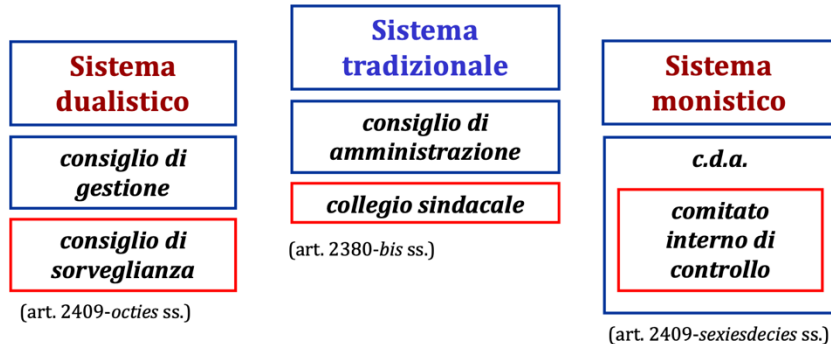 Sistema
dualistico
consiglio di
gestione
consiglio di
sorveglianza
(art. 2409-octies ss.)
Sistema
tradizionale
consiglio di
amministrazione
collegio sindacale
(art. 2380-bis ss.)
Sistema
monistico
c.d.a.
comitato
interno di
controllo
(art. 2409-sexiesdecies ss.)